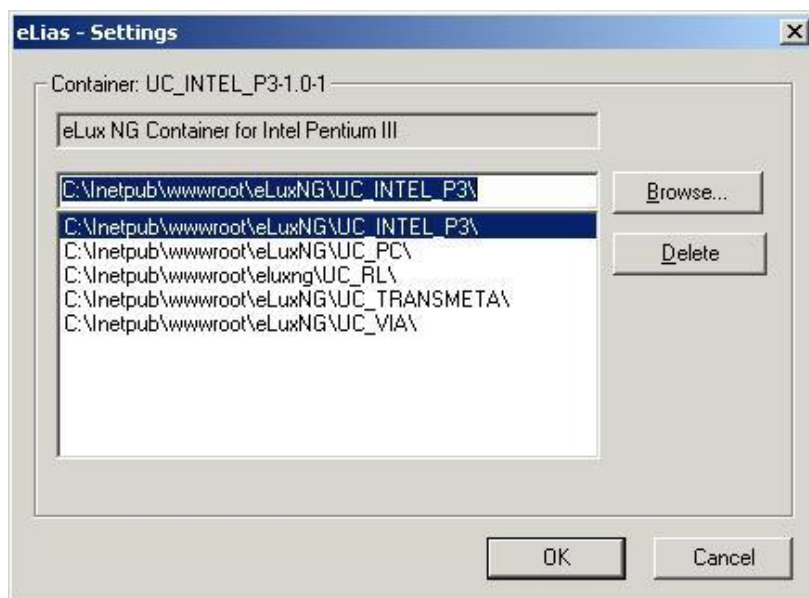 eLias - Settings
Container: UC_INTEL_P3-1.0-1
eLux NG Container for Intel Pentium III
C:\Inetpub\wwwroot\eLuxNG\UC_INTEL_P3\
Browse...
C:\Inetpub\wwwroot\eLuxNG\UC_INTEL_P3\
C:\Inetpub\wwwroot\eLuxNG\UC_PC\
C:\Inetpub\wwwroot\eluxng\UC_RL\
C:\Inetpub\wwwroot\eLuxNG\UC_TRANSMETA\
C:\Inetpub\wwwroot\eLuxNG\UC_VIA\
Delete
OK
Cancel